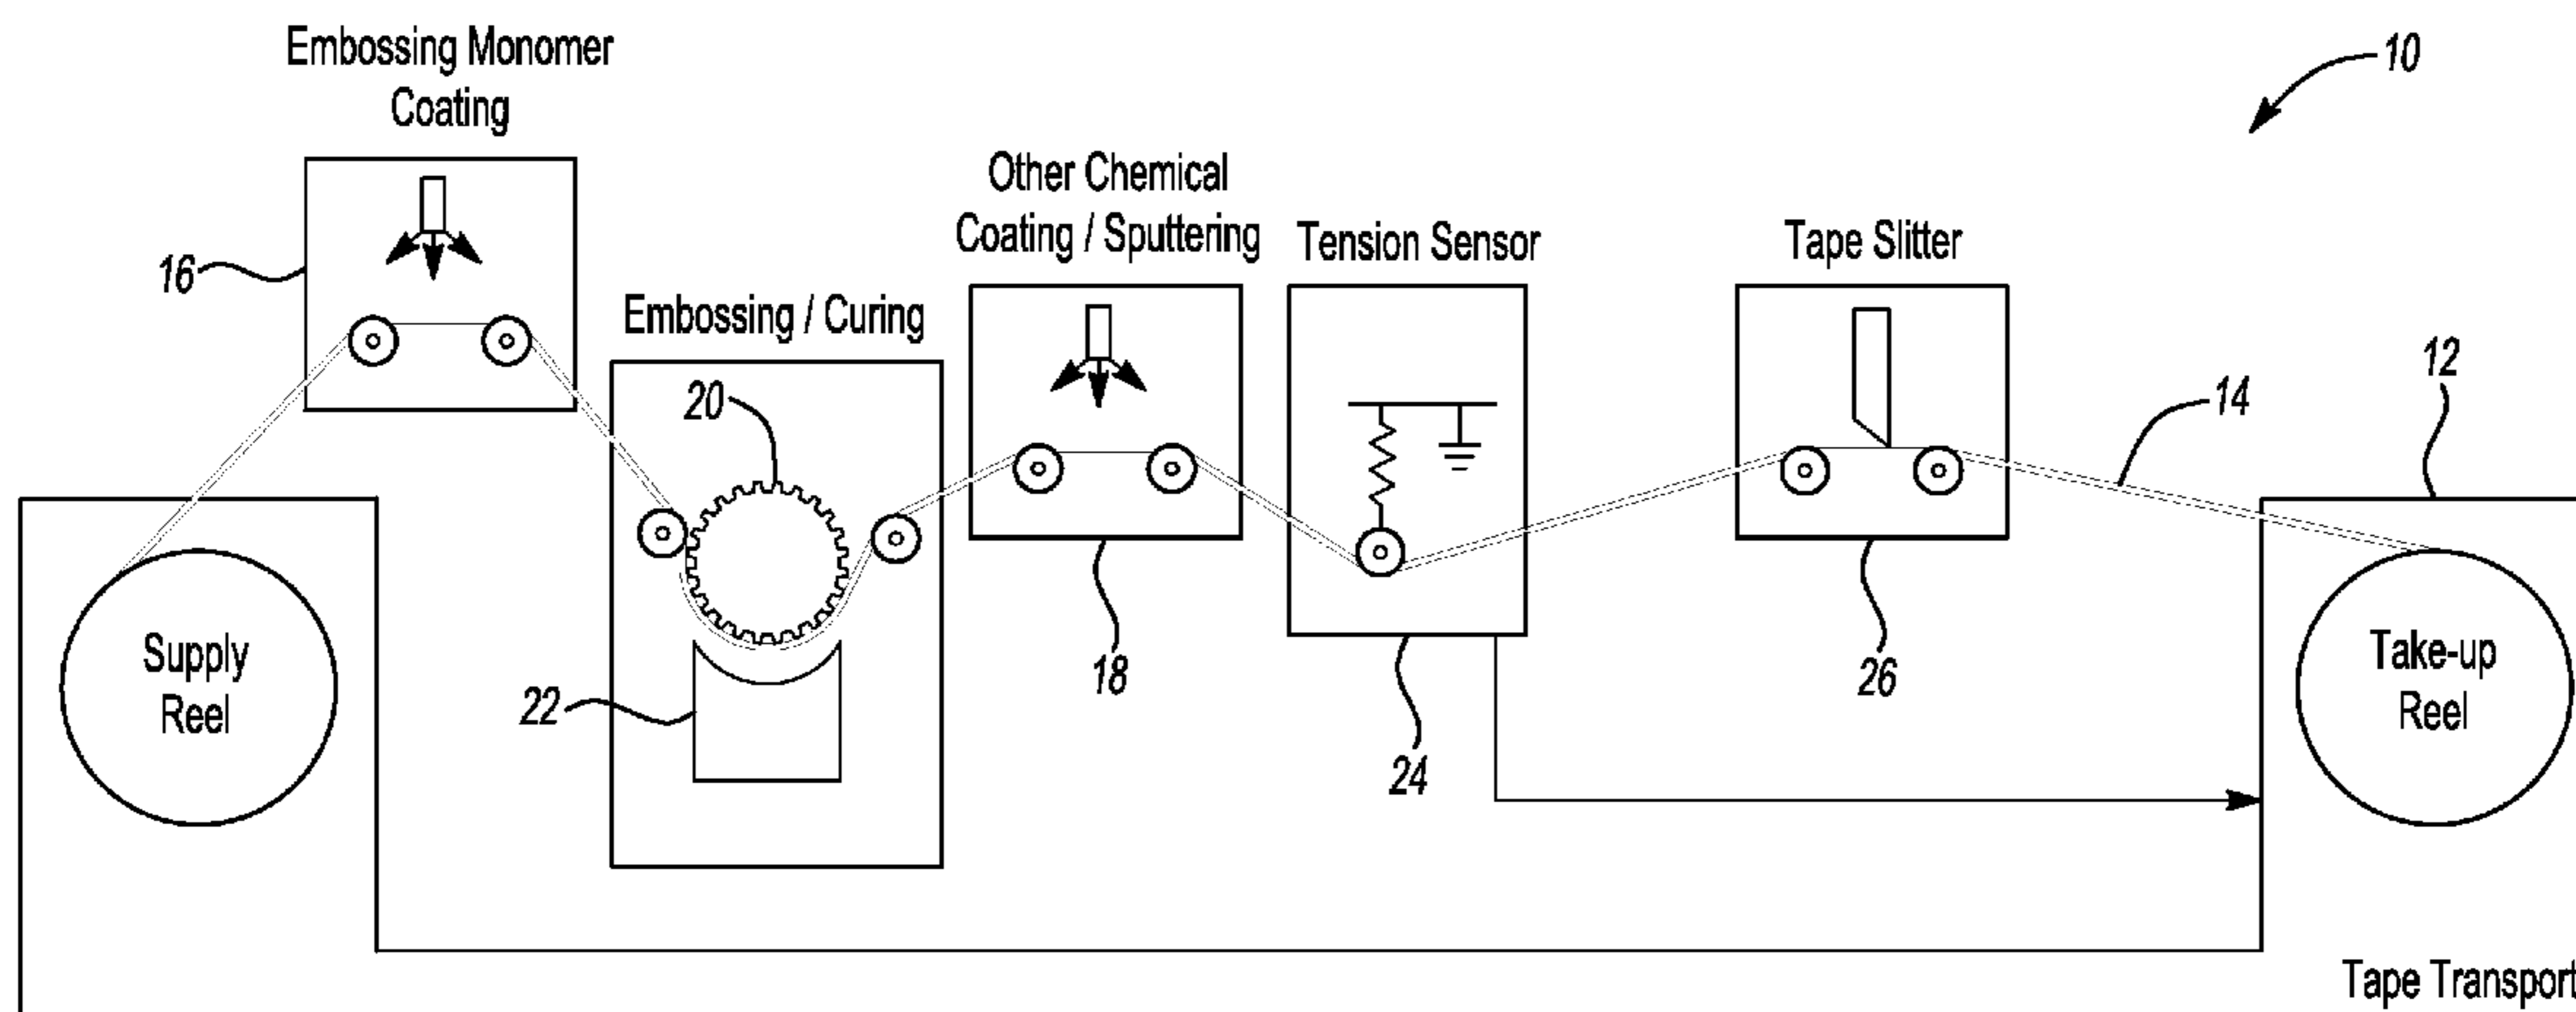 Embossing Monomer
Coating
10
Other Chemical
Coating / Sputtering
Tension Sensor
Tape Slitter
16
Embossing / Curing
12
20
14
Supply
Reel
22
18
24
26
Take-up
Reel
Tape Transport